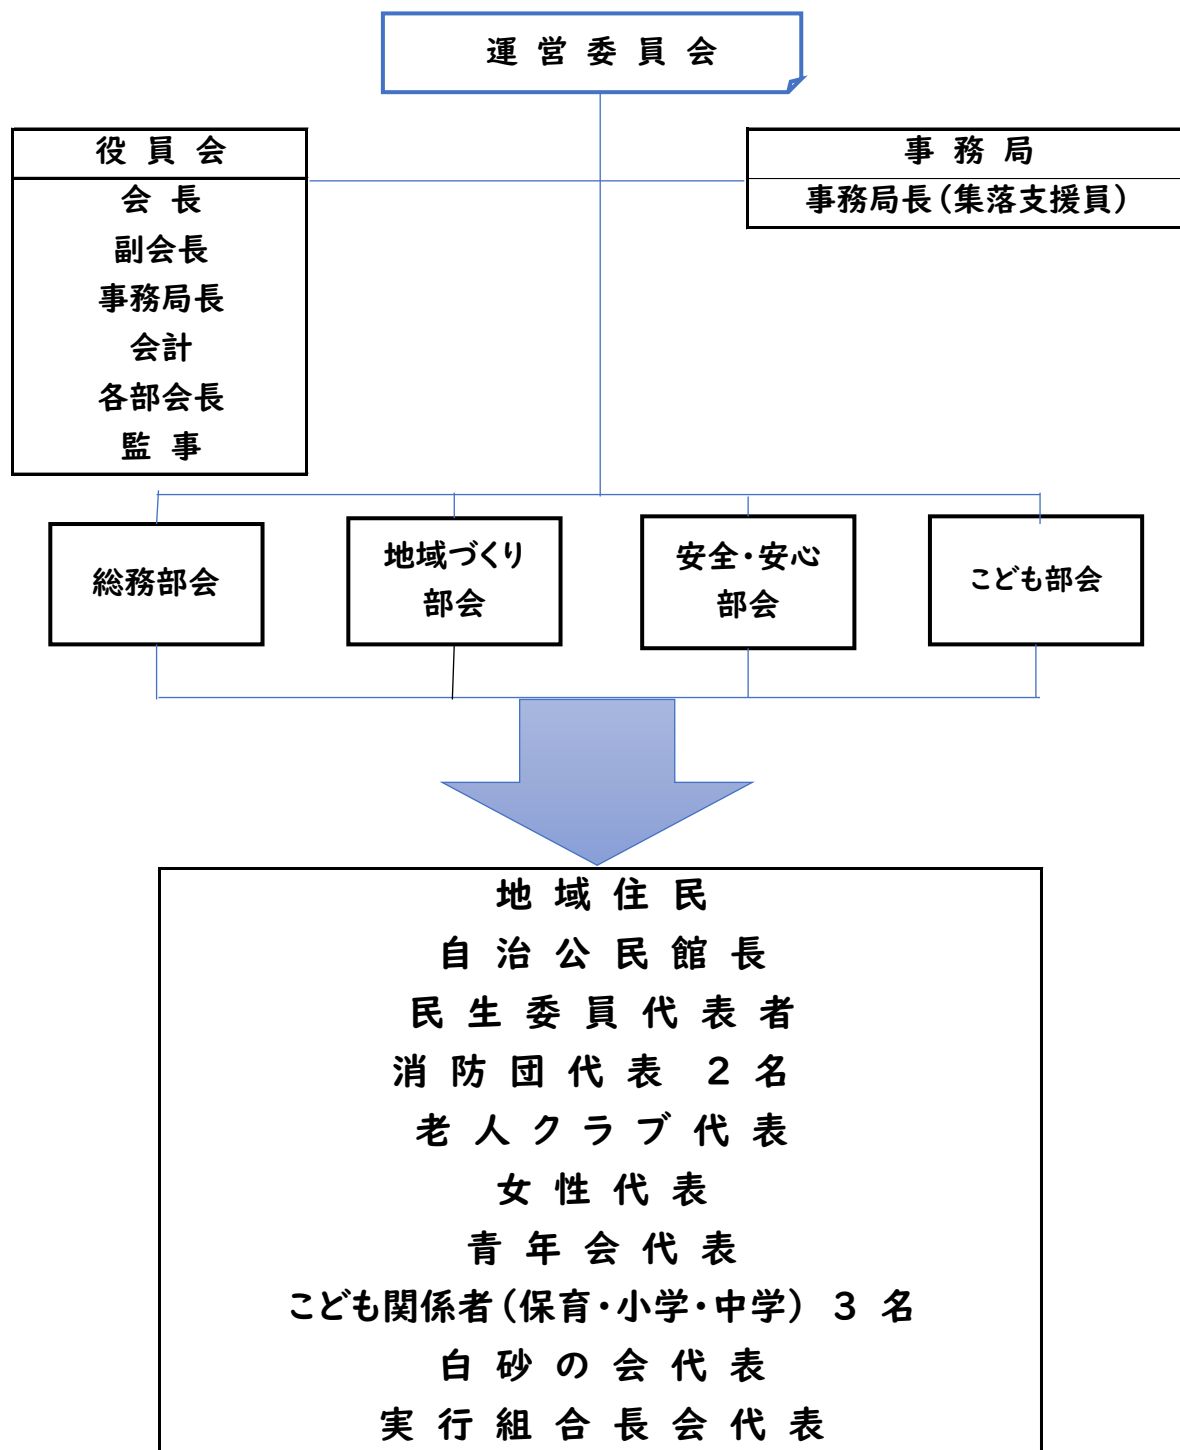 運営委員会
役員会
会長
副会長
事務局長
会計
各部会長
監事
事務局
事務局長(集落支援員)
総務部会
地域づくり
部会
安全・安心
部会
こども部会
地域住民
自治公民館長
民生委員代表者
消防団代表 2名
老人クラブ代表
女性代表
青年会代表
こども関係者(保育・小学・中学) 3名
白砂の会代表
実行組合長会代表